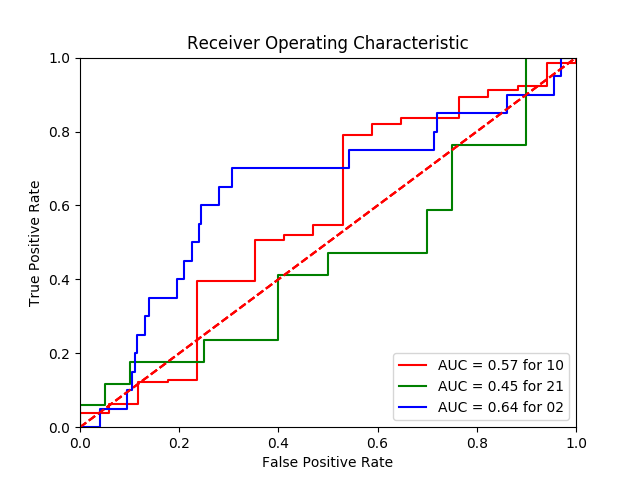 Receiver Operating Characteristic
1.0
0.8
0.6
0.4
0.2
0.0
True Positive Rate
AUC = 0.57 for 10
AUC = 0.45 for 21
AUC = 0.64 for 02
0.0 0.2 0.4 0.6 0.8 1.0
False Positive Rate